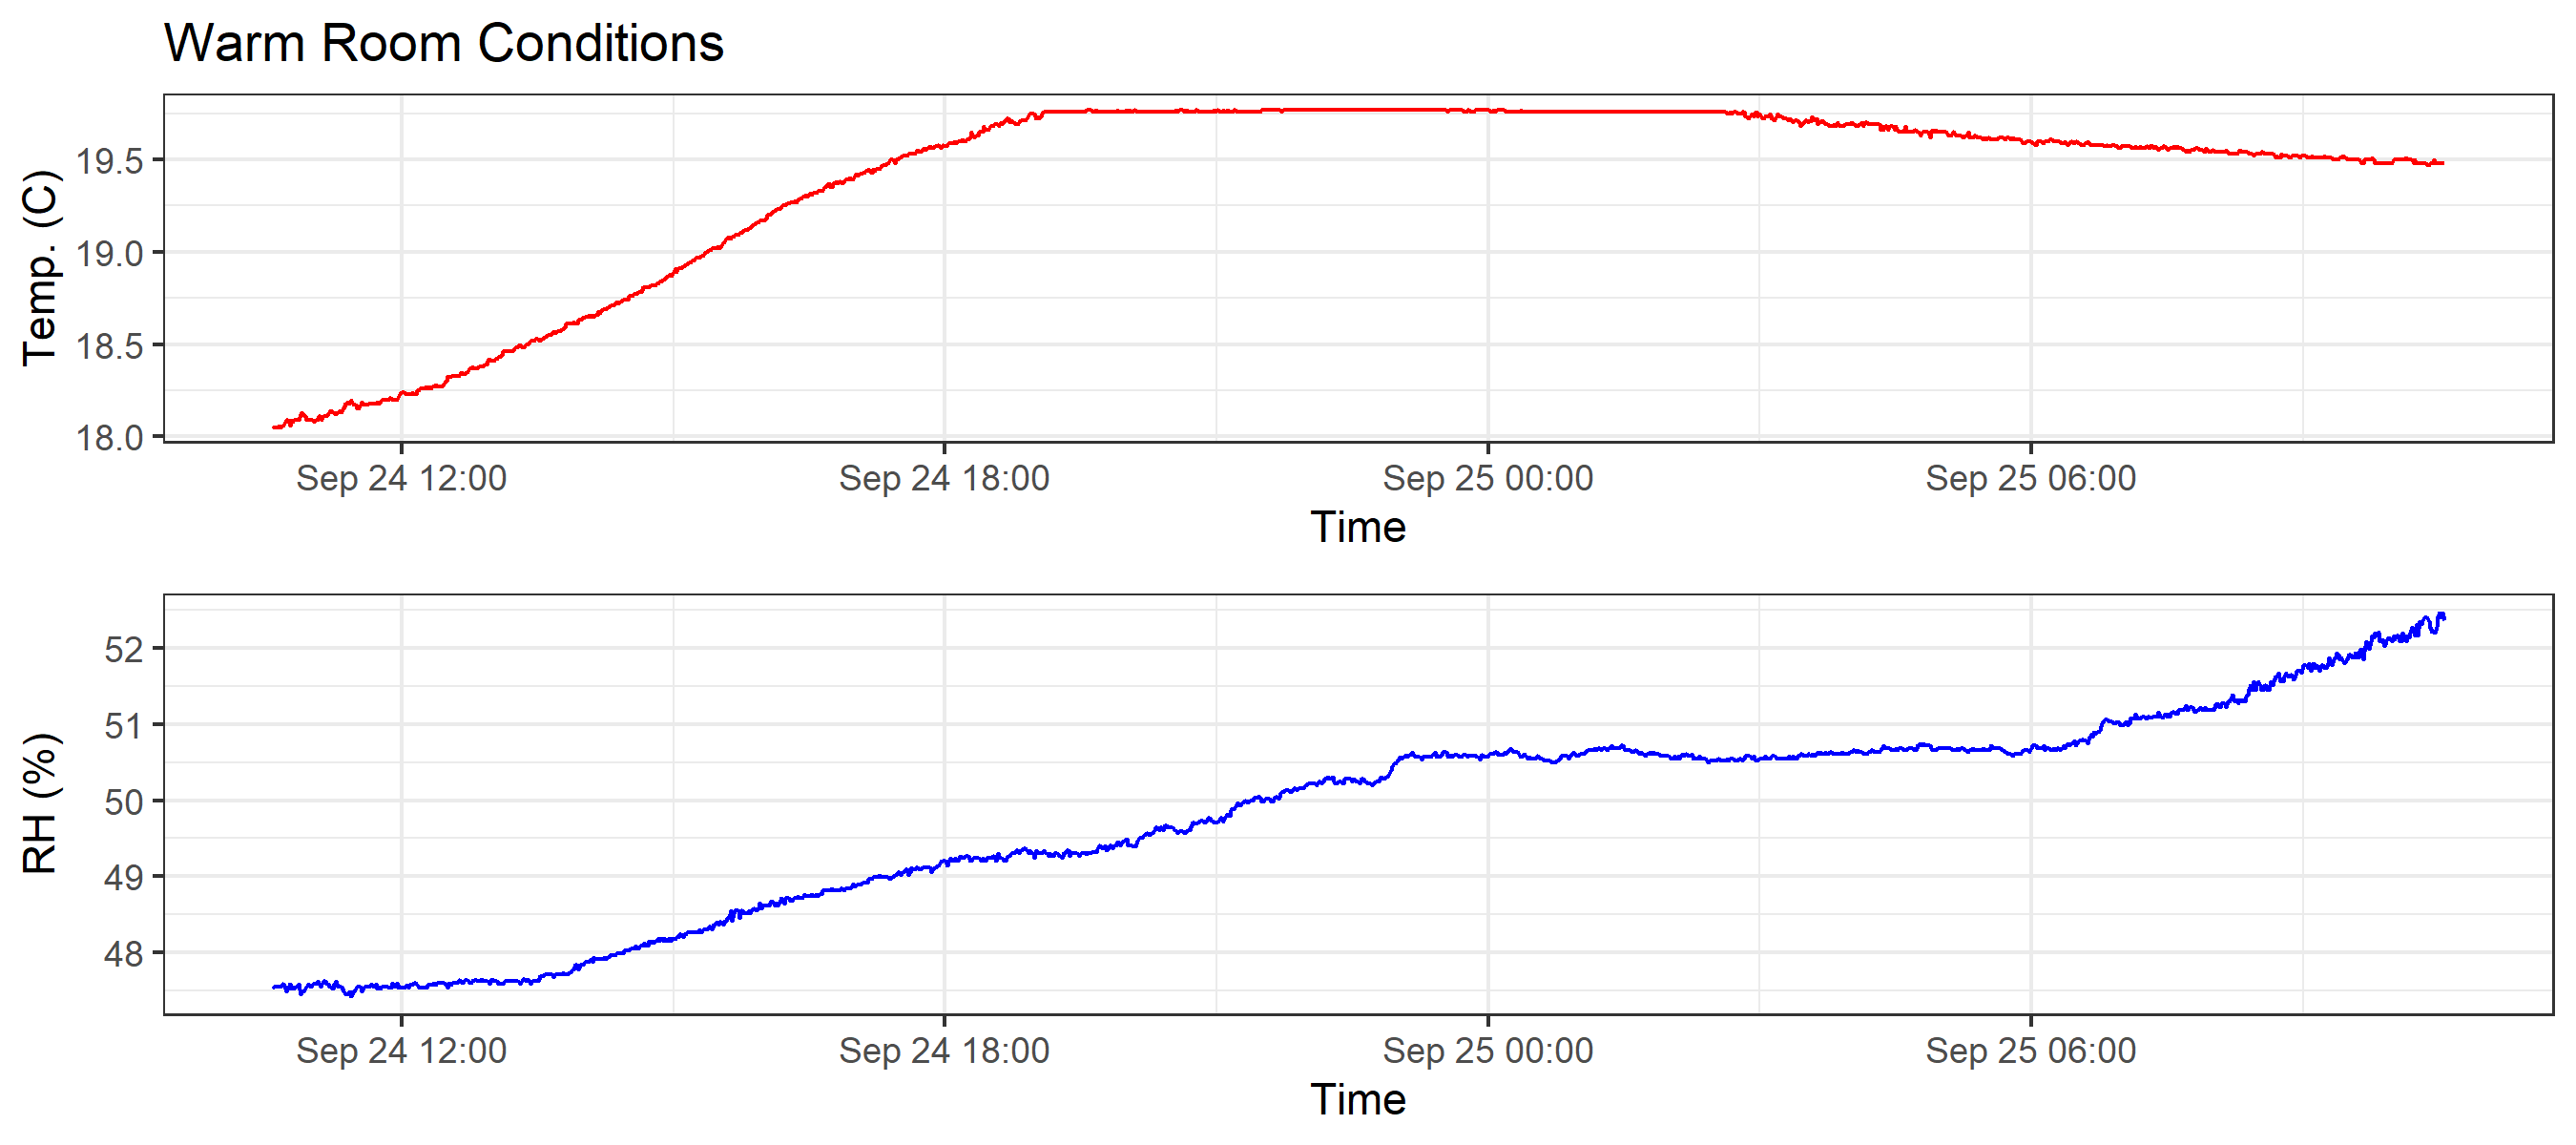 Warm Room Conditions
Temp. (C)
19.5
19.0
18.5
18.0
Sep 24 12:00 Sep 24 18:00 Sep 25 00:00 Sep 25 06:00
Time
RH (%)
52
51
50
49
48
Sep 24 12:00 Sep 24 18:00 Sep 25 00:00 Sep 25 06:00
Time